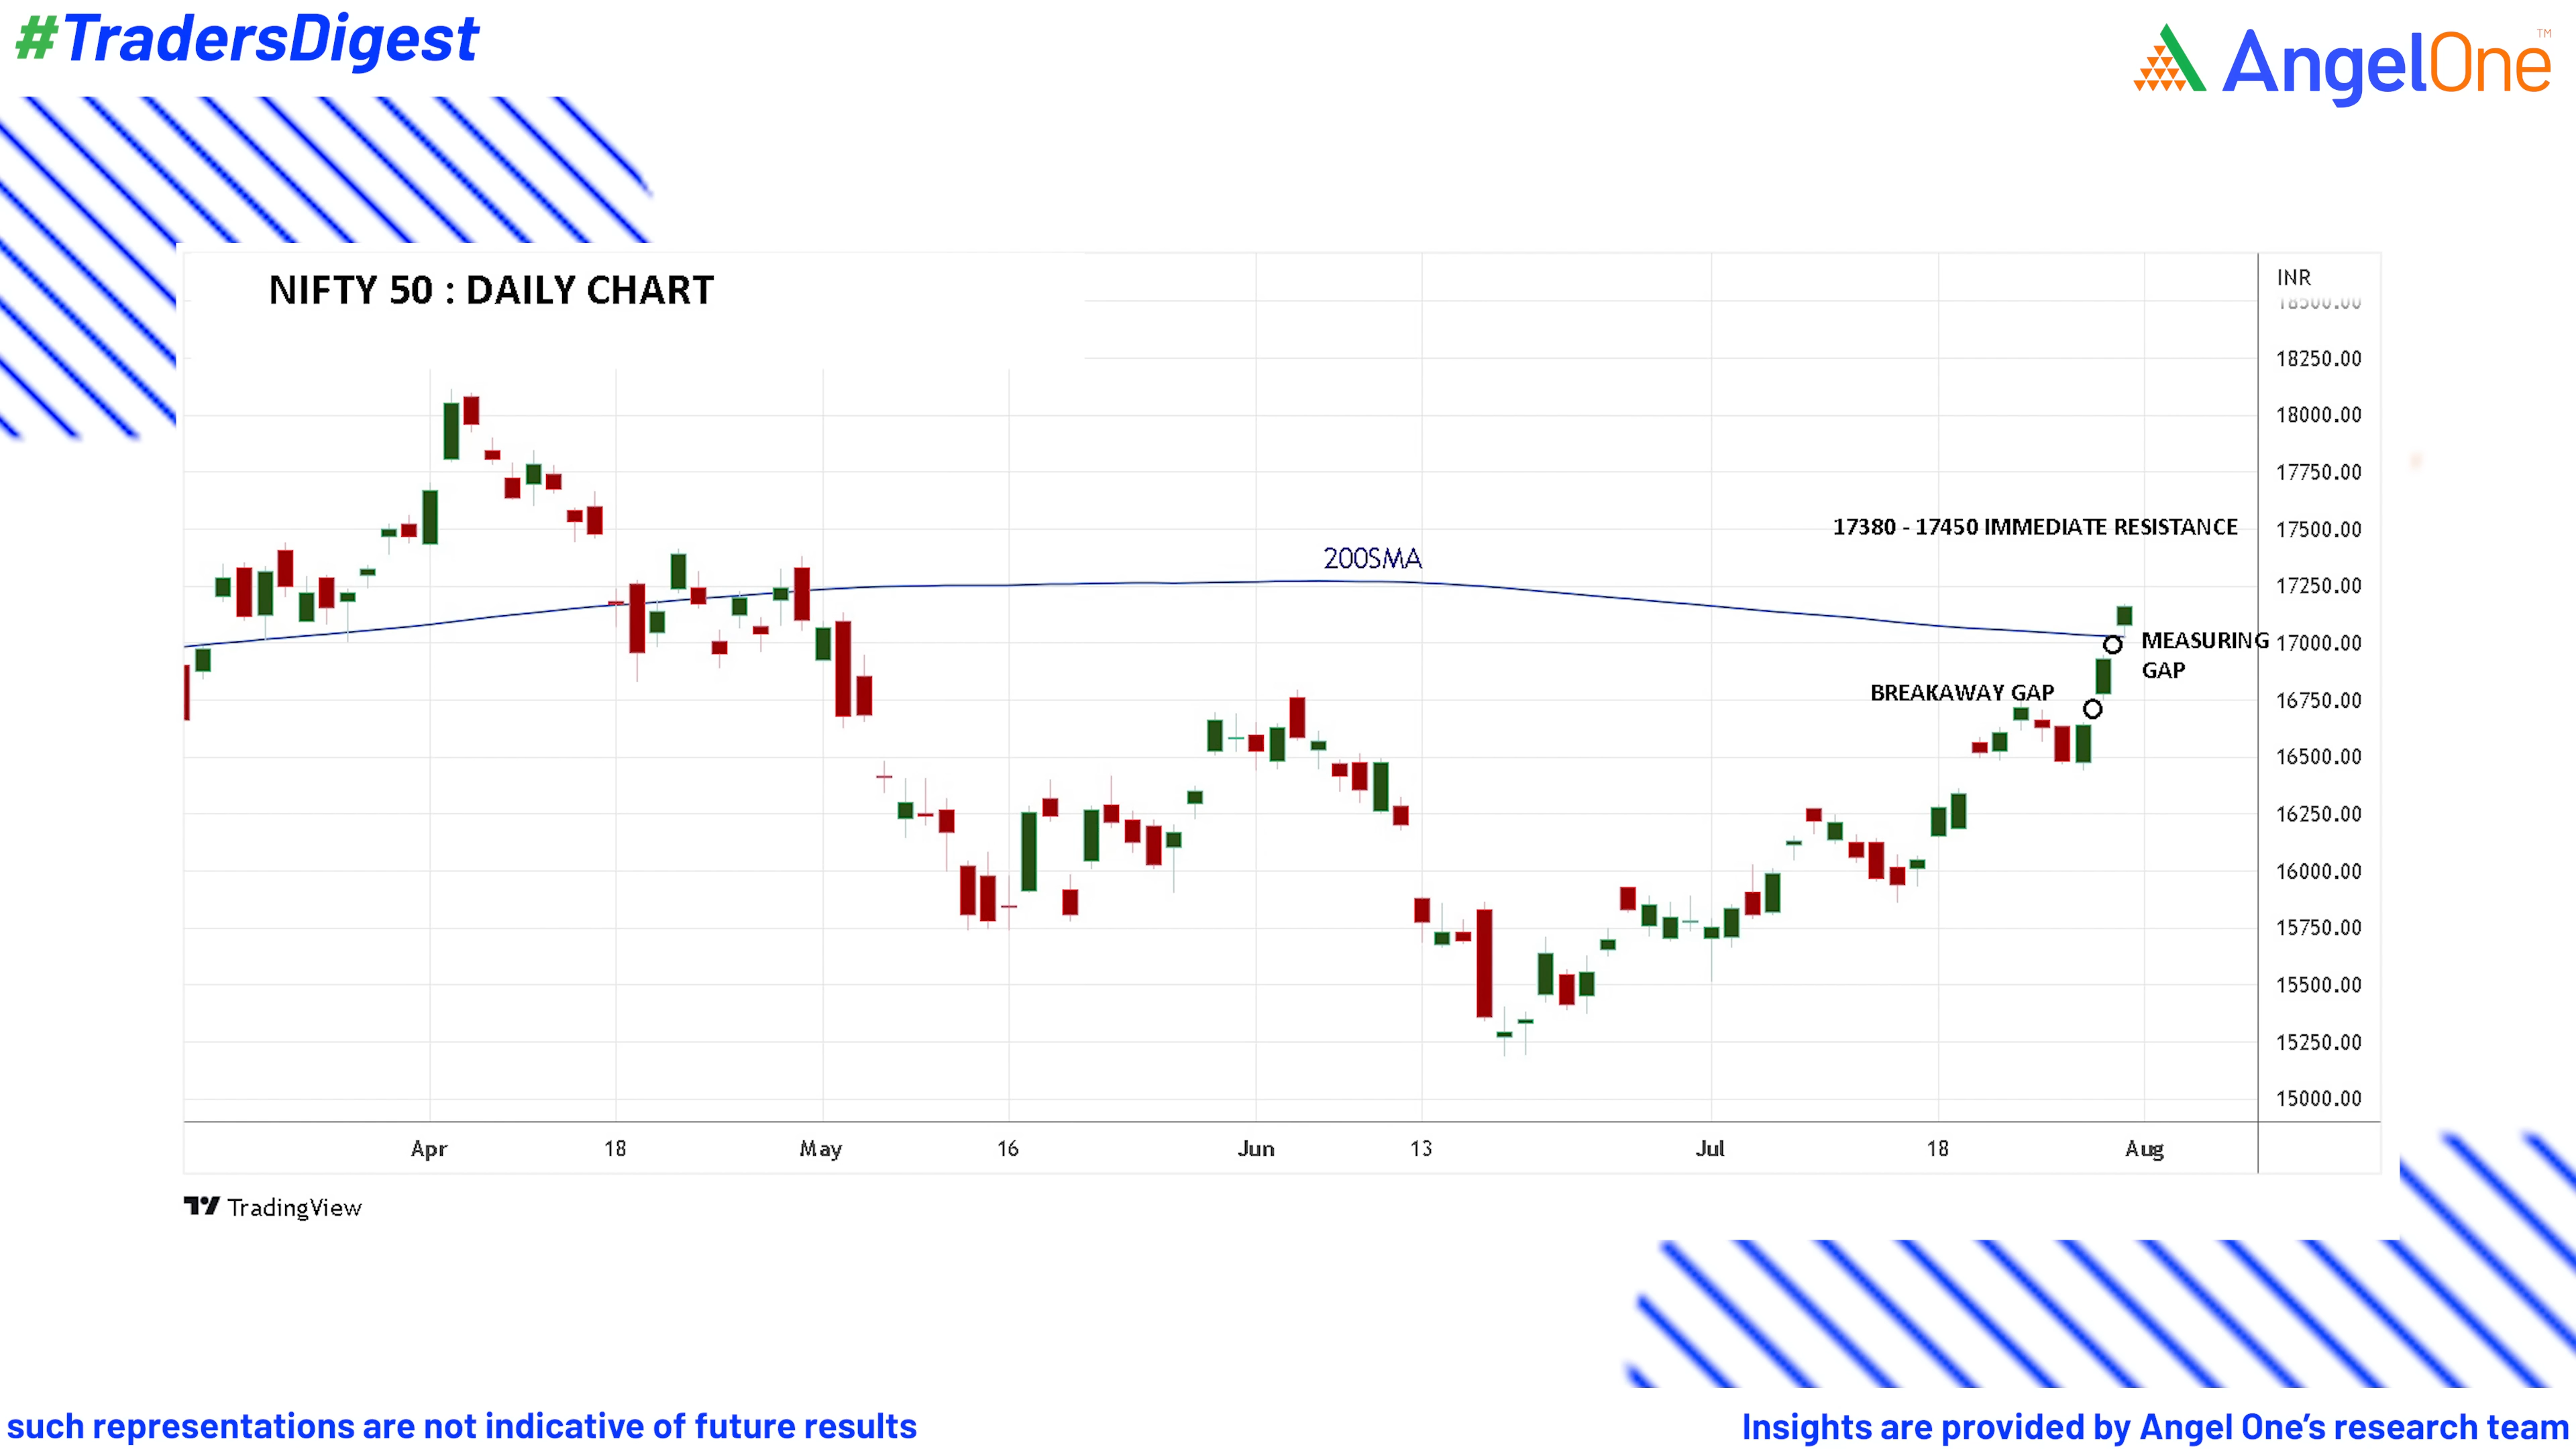 #TradersDigest
AngelOne™
NIFTY 50 : DAILY CHART
INR
18500.00
18250.00
18000.00
17750.00
17380 - 17450 IMMEDIATE RESISTANCE
17500.00
200SMA
17250.00
MEASURING
GAP
17000.00
BREAKAWAY GAP
16750.00
16500.00
16250.00
16000.00
15750.00
15500.00
15250.00
15000.00
Apr 18 May 16 Jun 13 Jul 18 Aug
TradingView
such representations are not indicative of future results
Insights are provided by Angel One's research team